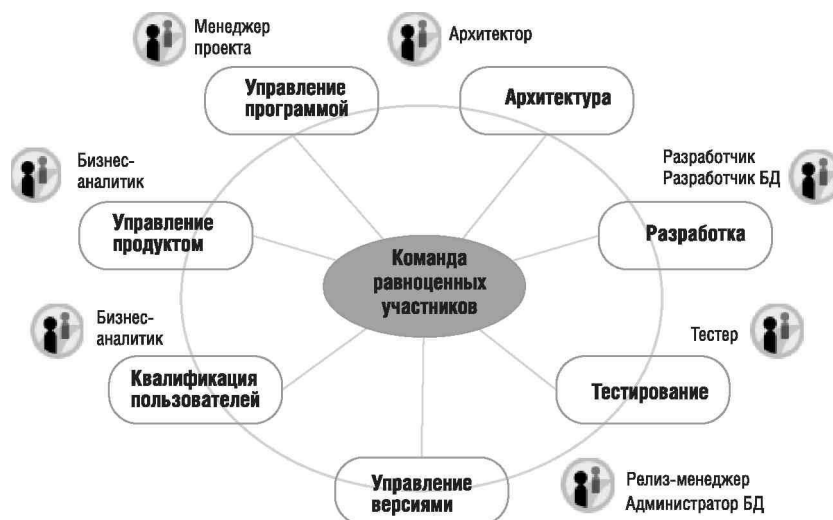 Менеджер
проекта
Архитектор
Управление
программой
Архитектура
Бизнес-
аналитик
Разработчик
Разработчик БД
Управление
продуктом
Разработка
Команда
равноценных
участников
Бизнес-
аналитик
Тестер
Квалификация
пользователей
Тестирование
Управление
версиями
Релиз-менеджер
Администратор БД